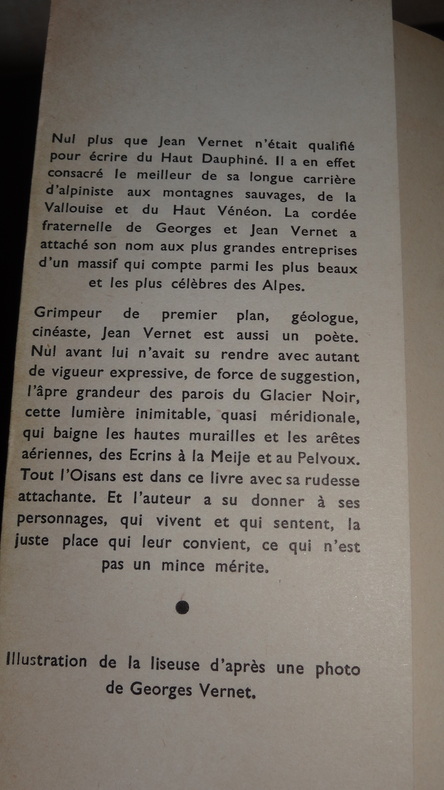 Nul plus que Jean Vernet n'était qualifié
pour écrire du Haut Dauphiné. Il a en effet
consacré le meilleur de sa longue carrière
d'alpiniste aux montagnes sauvages, de la
Vallouise et du Haut Vénéon. La cordée
fraternelle de Georges et Jean Vernet a
attaché son nom aux plus grandes entreprises
d'un massif qui compte parmi les plus beaux
et les plus célèbres des Alpes.
Grimpeur de premier plan, géologue,
cinéaste, Jean Vernet est aussi un poète.
Nul avant lui n'avait su rendre avec autant
de vigueur expressive, de force de suggestion,
l'âpre grandeur des parois du Glacier Noir,
cette lumière inimitable, quasi méridionale,
qui baigne les hautes murailles et les arêtes
aériennes, des Ecrins à la Meije et au Pelvoux.
Tout l'Oisans est dans ce livre avec sa rudesse
attachante. Et l'auteur a su donner à ses
personnages, qui vivent et qui sentent, la
juste place qui leur convient, ce qui n'est
pas un mince mérite.
Illustration de la liseuse d'après une photo
de Georges Vernet.